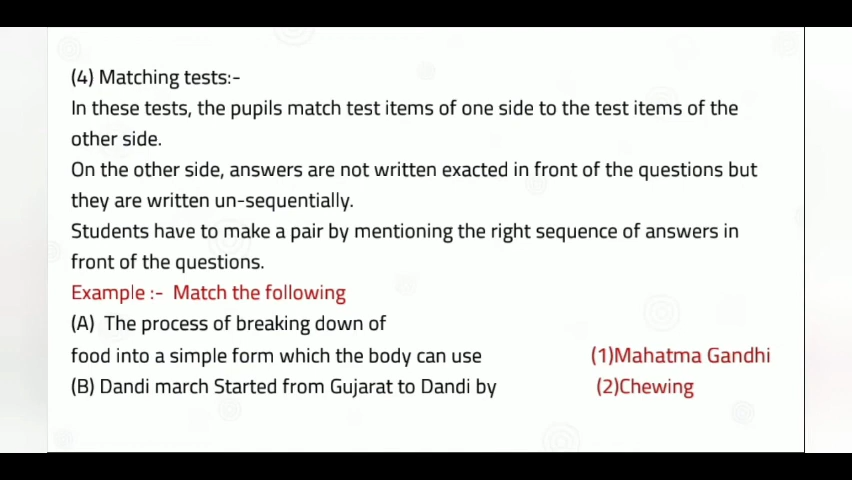 (4) Matching tests:-
In these tests, the pupils match test items of one side to the test items of the
other side.
On the other side, answers are not written exacted in front of the questions but
they are written un-sequentially.
Students have to make a pair by mentioning the right sequence of answers in
front of the questions.
Example :-  Match the following
(A)  The process of breaking down of
food into a simple form which the body can use (1)Mahatma Gandhi
(B) Dandi march Started from Gujarat to Dandi by (2)Chewing